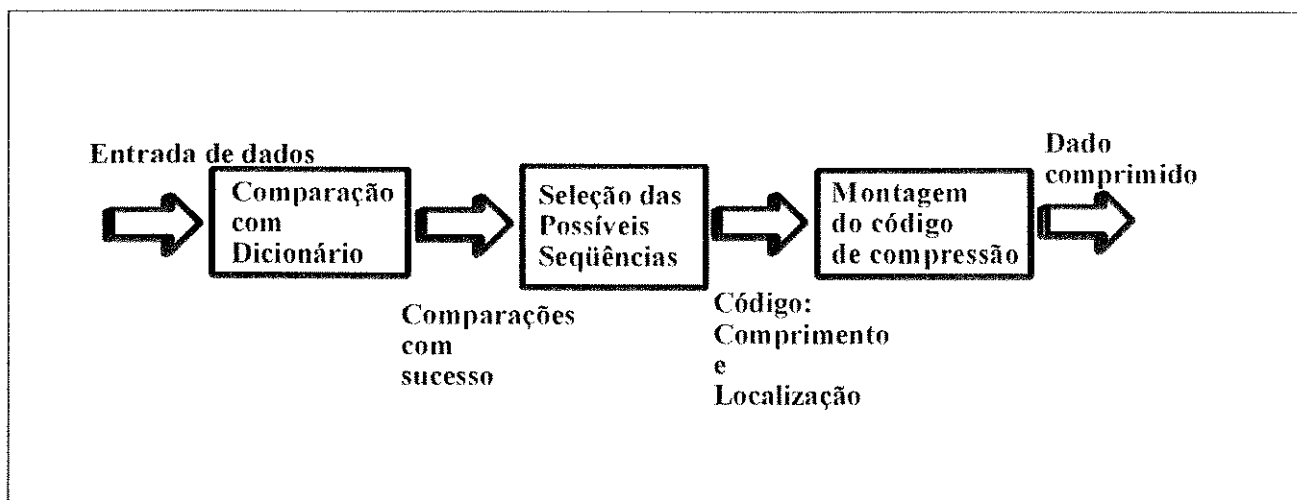 Entrada de dados
Comparação
com
Dicionário
Comparações
com
sucesso
Seleção das
Possíveis
Seqüências
Código:
Comprimento
e
Localização
Montagem
do código
de compressão
Dado
comprimido